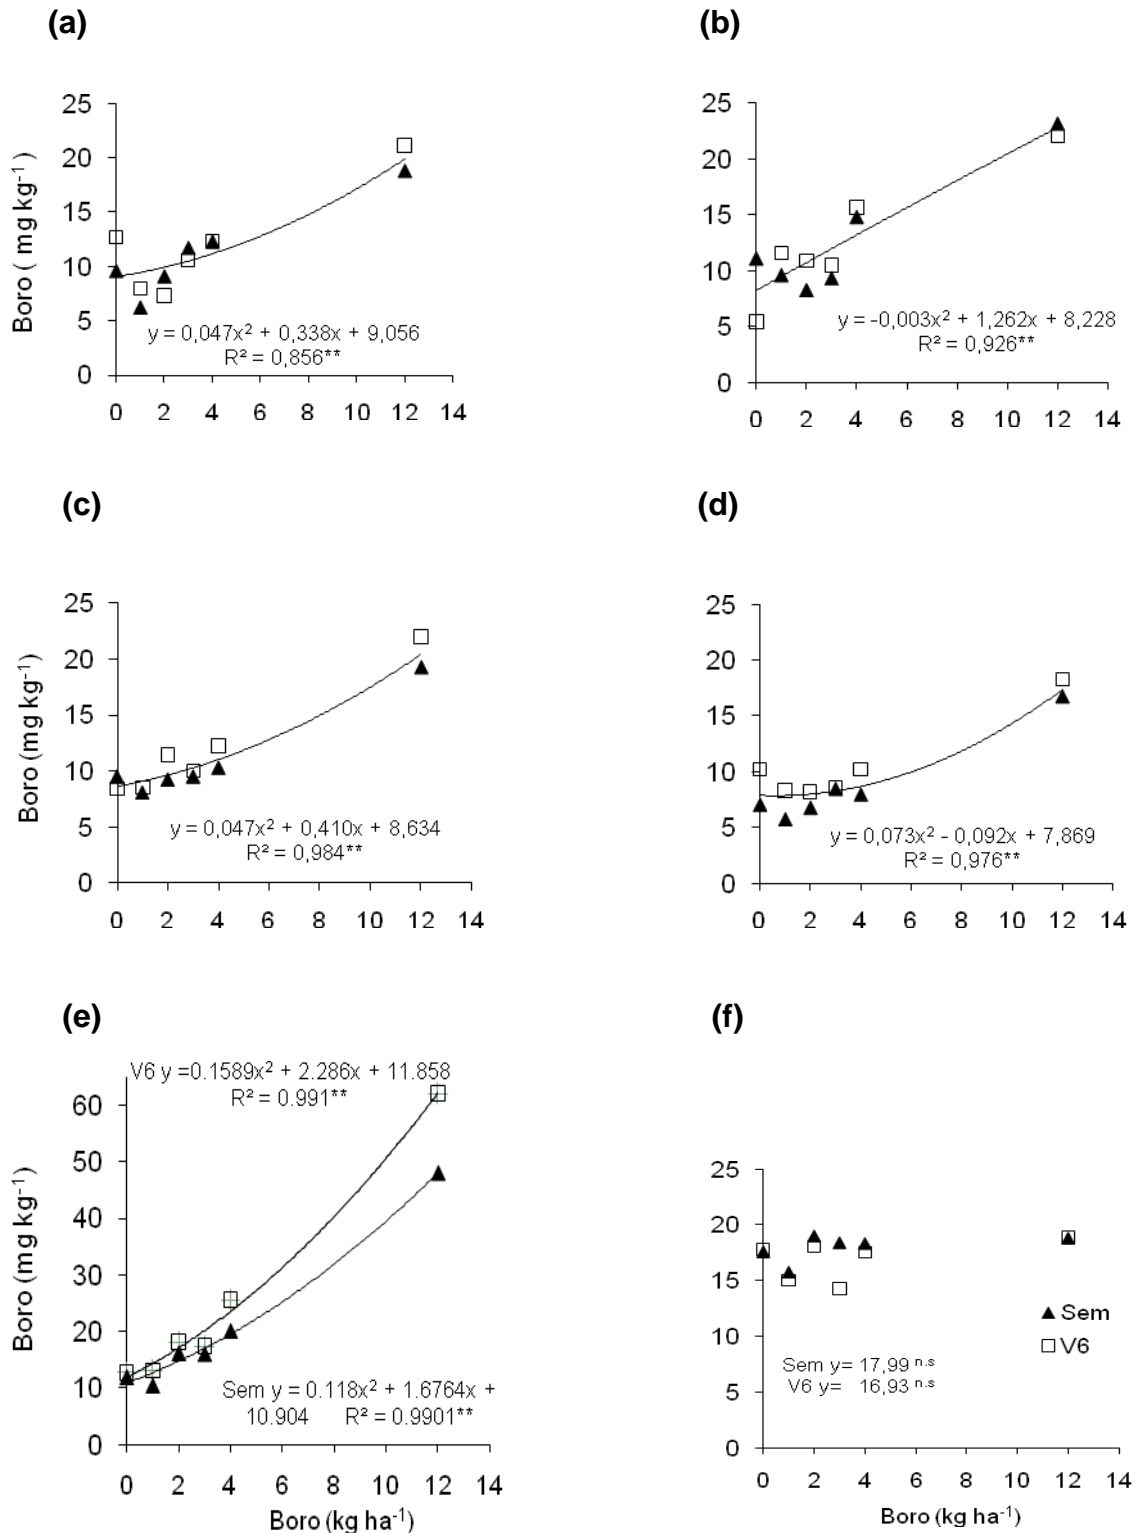 (a)
25
20
15
10
5
0
Boro ( mg kg-1)
y = 0,047x² + 0,338x + 9,056
R² = 0,856**
0 2 4 6 8 10 12 14
(b)
25
20
15
10
5
0
y = -0,003x² + 1,262x + 8,228
R² = 0,926**
0 2 4 6 8 10 12 14
(c)
25
20
15
10
5
0
Boro (mg kg-1)
y = 0,047x² + 0,410x + 8,634
R² = 0,984**
0 2 4 6 8 10 12 14
(d)
25
20
15
10
5
0
y = 0,073x² - 0,092x + 7,869
R² = 0,976**
0 2 4 6 8 10 12 14
(e)
V6 y =0.1589x² + 2.286x + 11.858
R² = 0.991**
60
50
40
30
20
10
0
Boro (mg kg-1)
Sem y = 0.118x² + 1.6764x +
10.904 R² = 0.9901**
0 2 4 6 8 10 12 14
Boro (kg ha-1)
(f)
25
20
15
10
5
0
Sem
V6
Sem y= 17,99 n.s
V6 y= 16,93 n.s
0 2 4 6 8 10 12 14
Boro (kg ha-1)